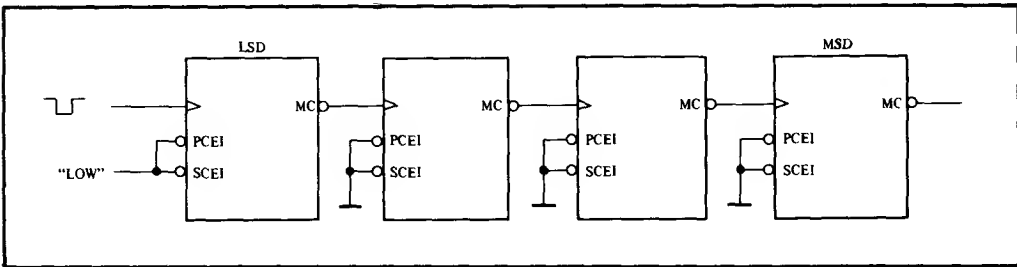 LSD MSD
MC MC MC MC
PCEI PCEI PCEI PCEI
"LOW" SCEI SCEI SCEI SCEI